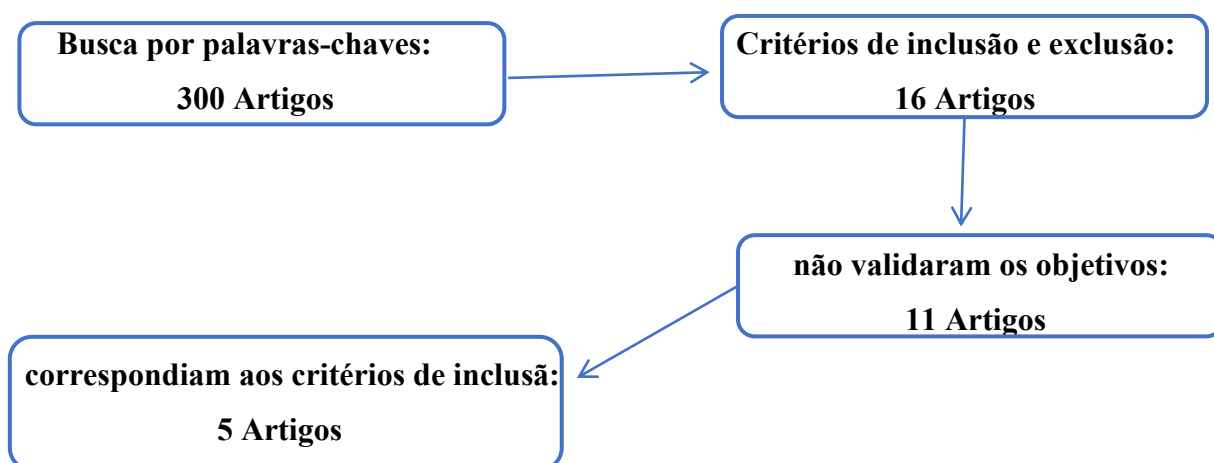 Busca por palavras-chaves:
300 Artigos
Critérios de inclusão e exclusão:
16 Artigos
não validaram os objetivos:
11 Artigos
correspondiam aos critérios de inclusã:
5 Artigos